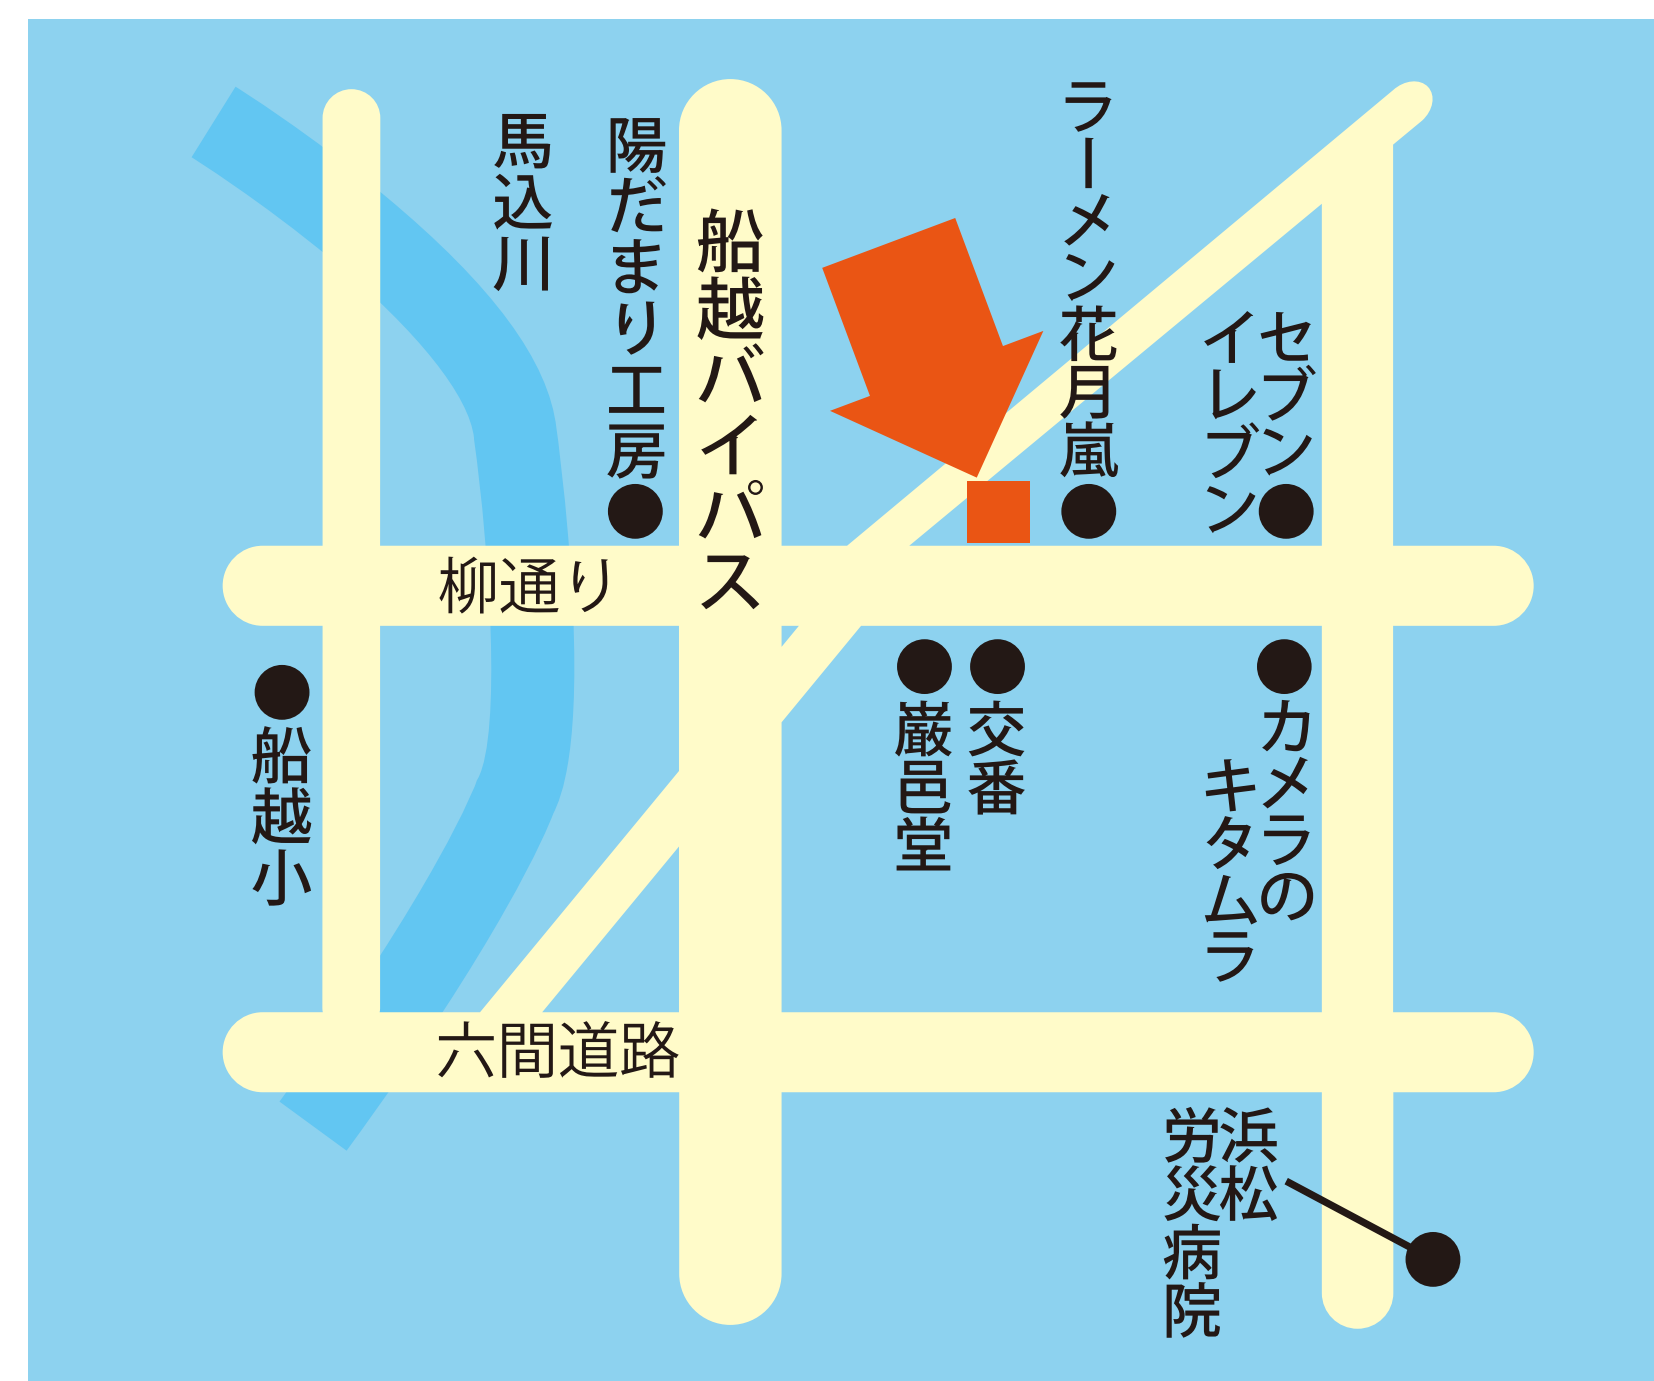 馬込川
陽だまり工房
船越バイパス
ラーメン花月嵐
セブン
イレブン
柳通り
船越小
巌邑堂
交番
カメラの
キタムラ
六間道路
浜松
労災病院